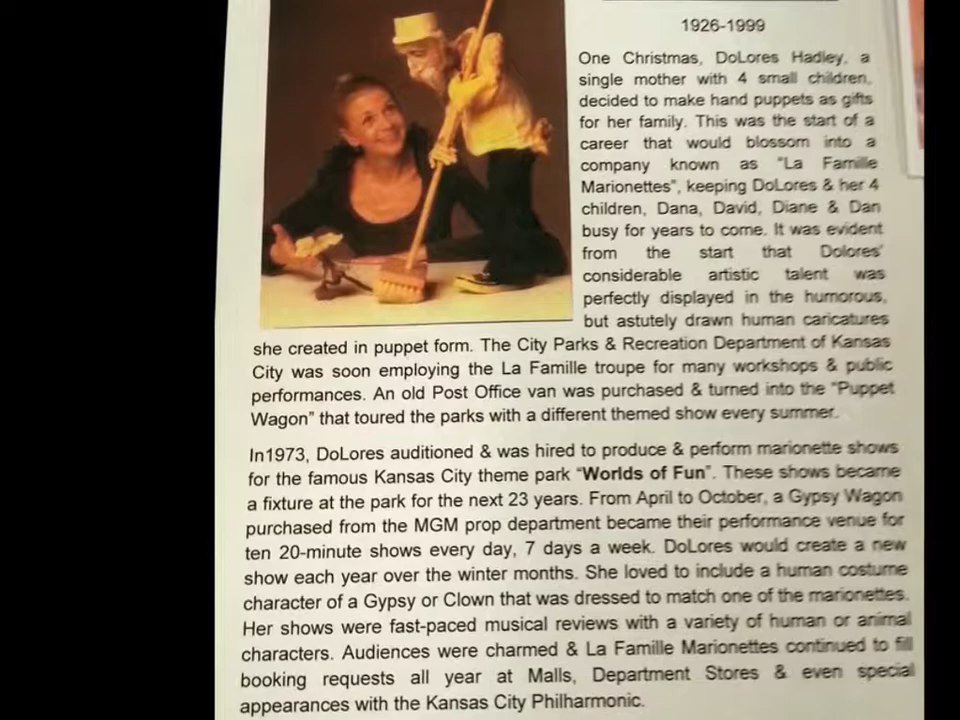 1926-1999
One Christmas, DoLores Hadley, a
single mother with 4 small children,
decided to make hand puppets as gifts
for her family. This was the start of a
career that would blossom into a
company known as "La Famille
Marionettes", keeping DoLores & her 4
children, Dana, David, Diane & Dan
busy for years to come. It was evident
from the start that Dolores'
considerable artistic talent was
perfectly displayed in the humorous,
but astutely drawn human caricatures
she created in puppet form. The City Parks & Recreation Department of Kansas
City was soon employing the La Famille troupe for many workshops & public
performances. An old Post Office van was purchased & turned into the "Puppet
Wagon" that toured the parks with a different themed show every summer.
In1973, DoLores auditioned & was hired to produce & perform marionette shows
for the famous Kansas City theme park "Worlds of Fun". These shows became
a fixture at the park for the next 23 years. From April to October, a Gypsy Wagon
purchased from the MGM prop department became their performance venue for
ten 20-minute shows every day, 7 days a week. DoLores would create a new
show each year over the winter months. She loved to include a human costume
character of a Gypsy or Clown that was dressed to match one of the marionettes.
Her shows were fast-paced musical reviews with a variety of human or animal
characters. Audiences were charmed & La Famille Marionettes continued to fill
booking requests all year at Malls, Department Stores & even special
appearances with the Kansas City Philharmonic.